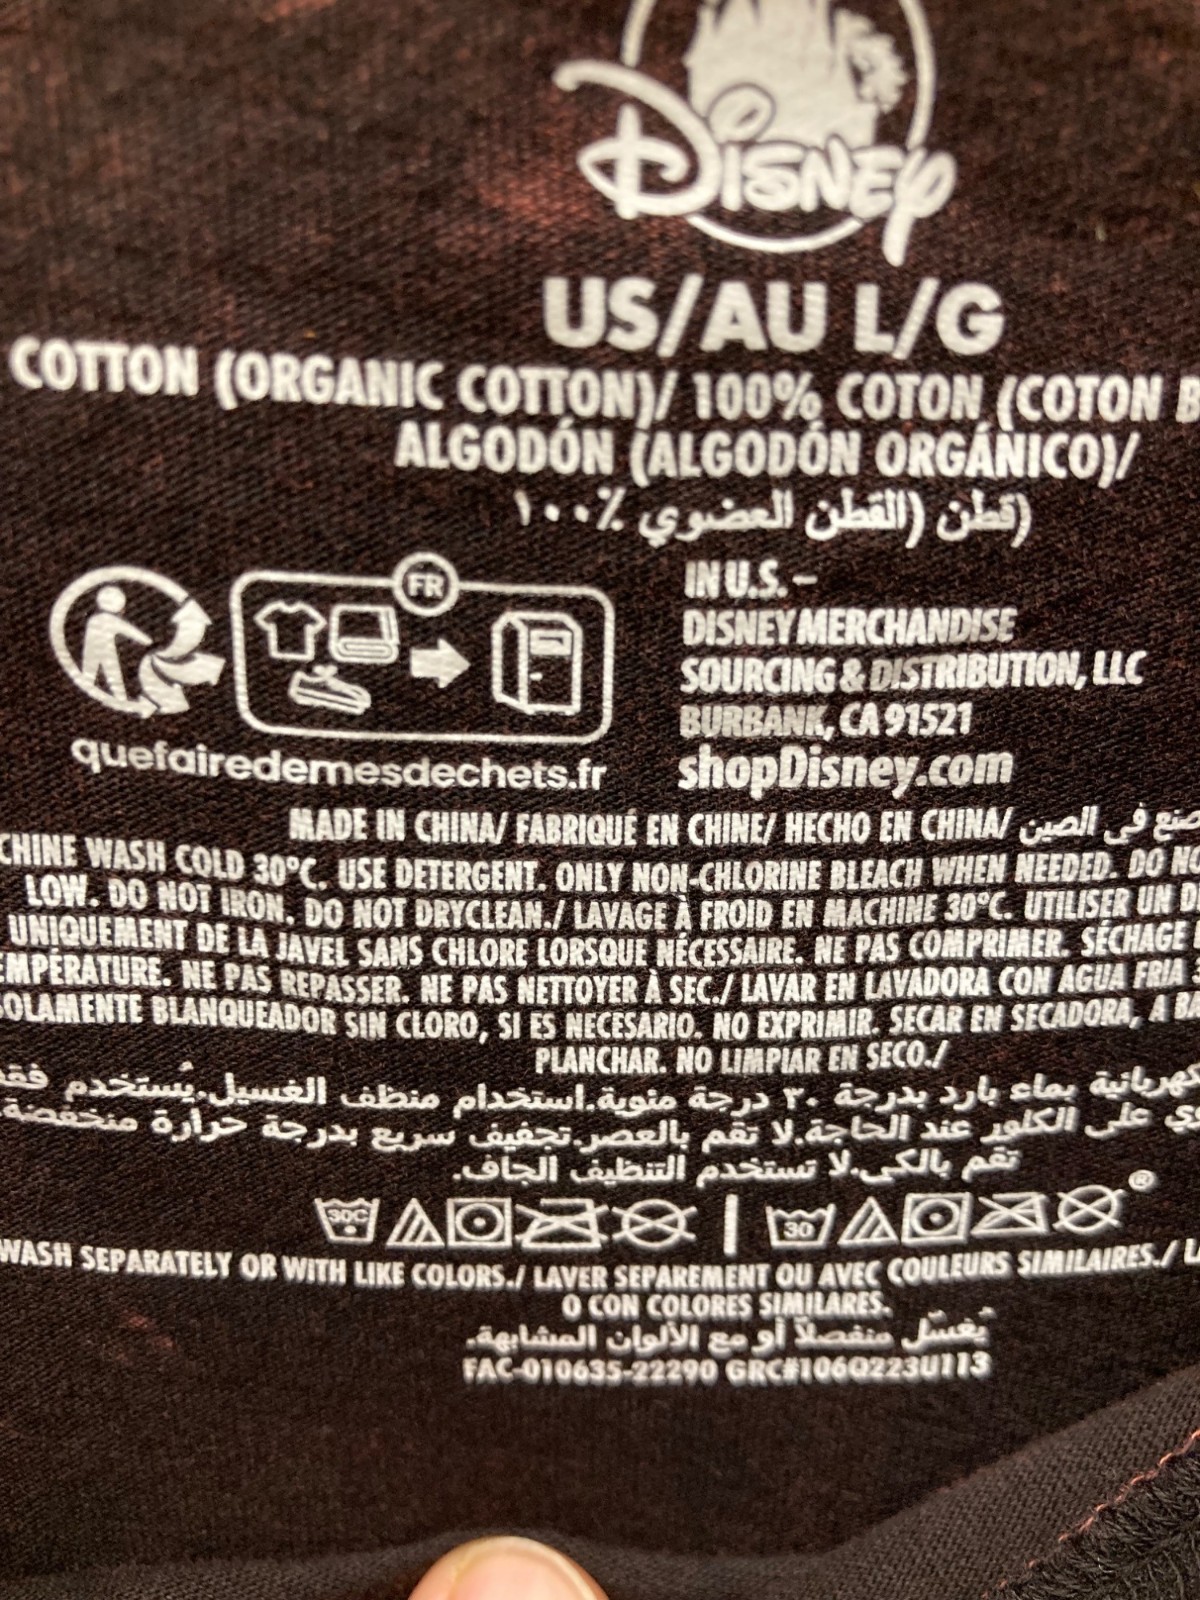 Disney
US/AU L/G
COTTON (ORGANIC COTTON)/ 100% COTON (COTON
ALGODÓN (ALGODÓN ORGÁNICO)/
١٠٠٪ قطن (القطن العضوي)
FR
quefairedemesdechets.fr
IN U.S. –
DISNEY MERCHANDISE
SOURCING & DISTRIBUTION, LLC
BURBANK, CA 91521
shopDisney.com
MADE IN CHINA/ FABRIQUÉ EN CHINE/ HECHO EN CHINA/ صنع في الصين
CHINE WASH COLD 30°C. USE DETERGENT. ONLY NON-CHLORINE BLEACH WHEN NEEDED. DO NO
LOW. DO NOT IRON. DO NOT DRYCLEAN./ LAVAGE À FROID EN MACHINE 30°C. UTILISER UN D
UNIQUEMENT DE LA JAVEL SANS CHLORE LORSQUE NÉCESSAIRE. NE PAS COMPRIMER. SÉCHAGE
EMPÉRATURE. NE PAS REPASSER. NE PAS NETTOYER À SEC./ LAVAR EN LAVADORA CON AGUA FRIA
SOLAMENTE BLANQUEADOR SIN CLORO, SI ES NECESARIO. NO EXPRIMIR. SECAR EN SECADORA, A BA
PLANCHAR. NO LIMPIAR EN SECO./
كهربائية بماء بارد بدرجة ٣٠ درجة مئوية.استخدام منظف الغسيل.يُستخدم فقط
على الكلور عند الحاجة.لا تقم بالعصر.تجفيف سريع بدرجة حرارة منخفضة
تقم بالكي.لا تستخدم التنظيف الجاف.
30C 30 ®
WASH SEPARATELY OR WITH LIKE COLORS./ LAVER SEPAREMENT OU AVEC COULEURS SIMILAIRES./
O CON COLORES SIMILARES.
يُغسّل منفصلاً أو مع الألوان المشابهة.
FAC-010635-22290 GRC#106Q223U113